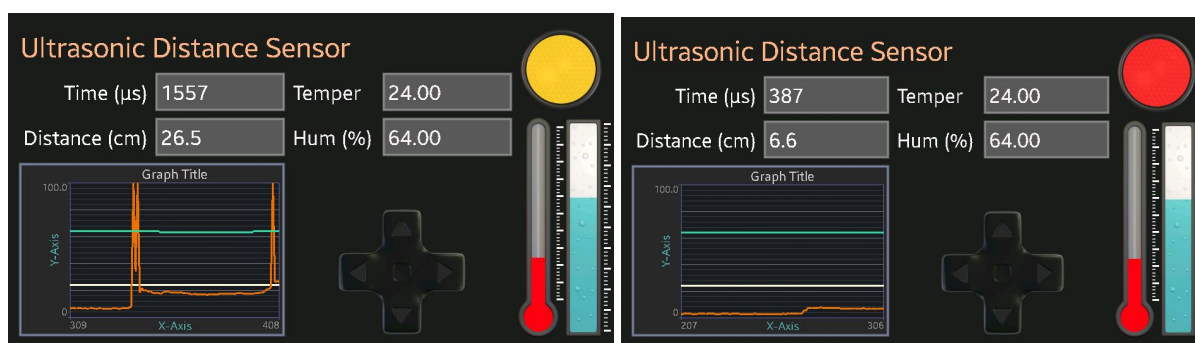 Ultrasonic Distance Sensor
Time (µs) 1557 Temper 24.00
Distance (cm) 26.5 Hum (%) 64.00
Graph Title
100.0
Y-Axis
0
309 X-Axis 408
Ultrasonic Distance Sensor
Time (µs) 387 Temper 24.00
Distance (cm) 6.6 Hum (%) 64.00
Graph Title
100.0
Y-Axis
0
207 X-Axis 306